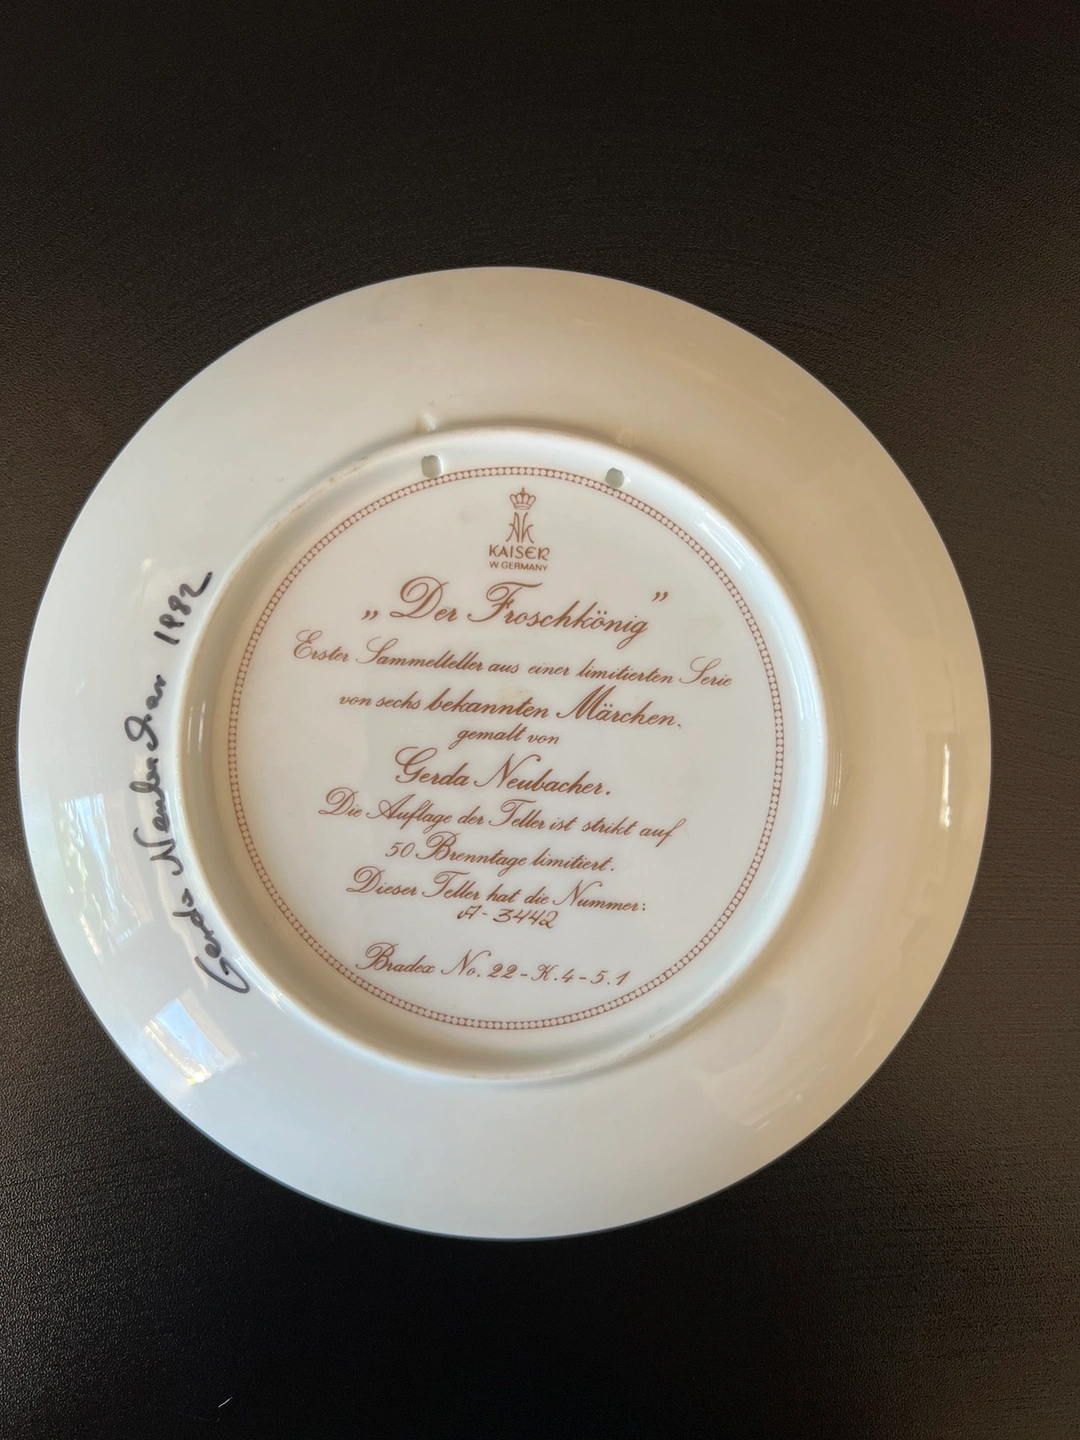 AK
KAISER
W. GERMANY
„Der Froschkönig”
Erster Sammelteller aus einer limitierten Serie
von sechs bekannten Märchen.
gemalt von
Gerda Neubacher.
Die Auflage der Teller ist strikt auf
50 Brenntage limitiert.
Dieser Teller hat die Nummer:
A-3442
Bradex No. 22-K.4-5.1
Gerda Neubacher 1982